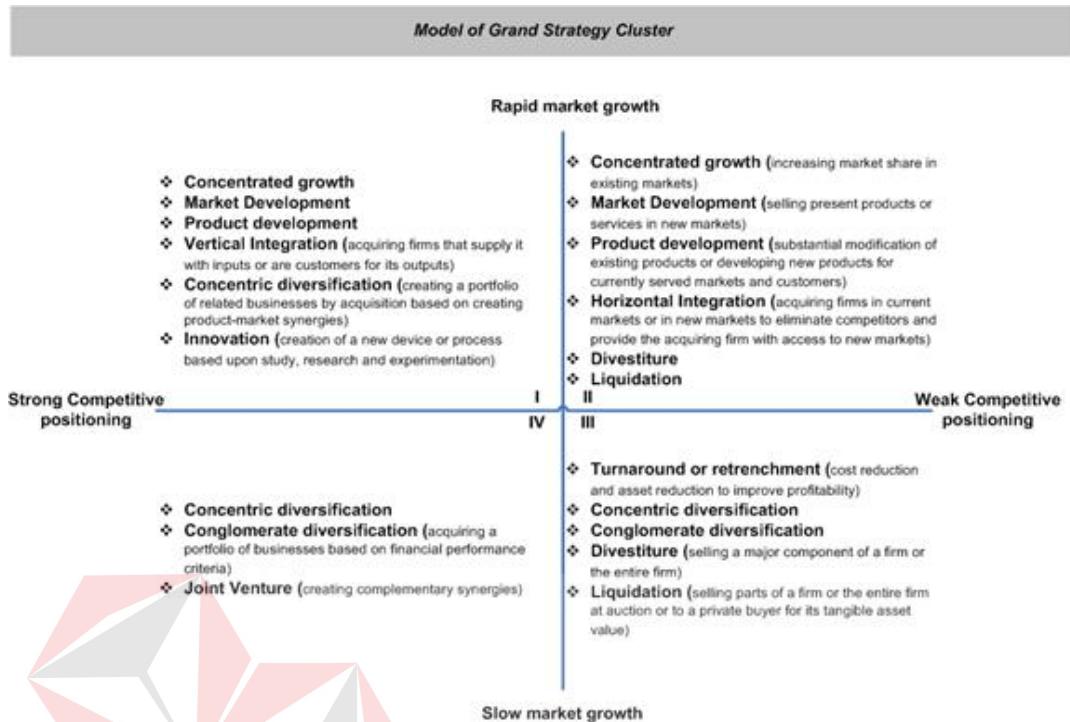 Model of Grand Strategy Cluster
Rapid market growth
❖ Concentrated growth
❖ Market Development
❖ Product development
❖ Vertical Integration (acquiring firms that supply it
with inputs or are customers for its outputs)
❖ Concentric diversification (creating a portfolio
of related businesses by acquisition based on creating
product-market synergies)
❖ Innovation (creation of a new device or process
based upon study, research and experimentation)
❖ Concentrated growth (increasing market share in
existing markets)
❖ Market Development (selling present products or
services in new markets)
❖ Product development (substantial modification of
existing products or developing new products for
currently served markets and customers)
❖ Horizontal Integration (acquiring firms in current
markets or in new markets to eliminate competitors and
provide the acquiring firm with access to new markets)
❖ Divestiture
❖ Liquidation
Strong Competitive
positioning
I
II
IV
III
Weak Competitive
positioning
❖ Concentric diversification
❖ Conglomerate diversification (acquiring a
portfolio of businesses based on financial performance
criteria)
❖ Joint Venture (creating complementary synergies)
❖ Turnaround or retrenchment (cost reduction
and asset reduction to improve profitability)
❖ Concentric diversification
❖ Conglomerate diversification
❖ Divestiture (selling a major component of a firm or
the entire firm)
❖ Liquidation (selling parts of a firm or the entire firm
at auction or to a private buyer for its tangible asset
value)
Slow market growth